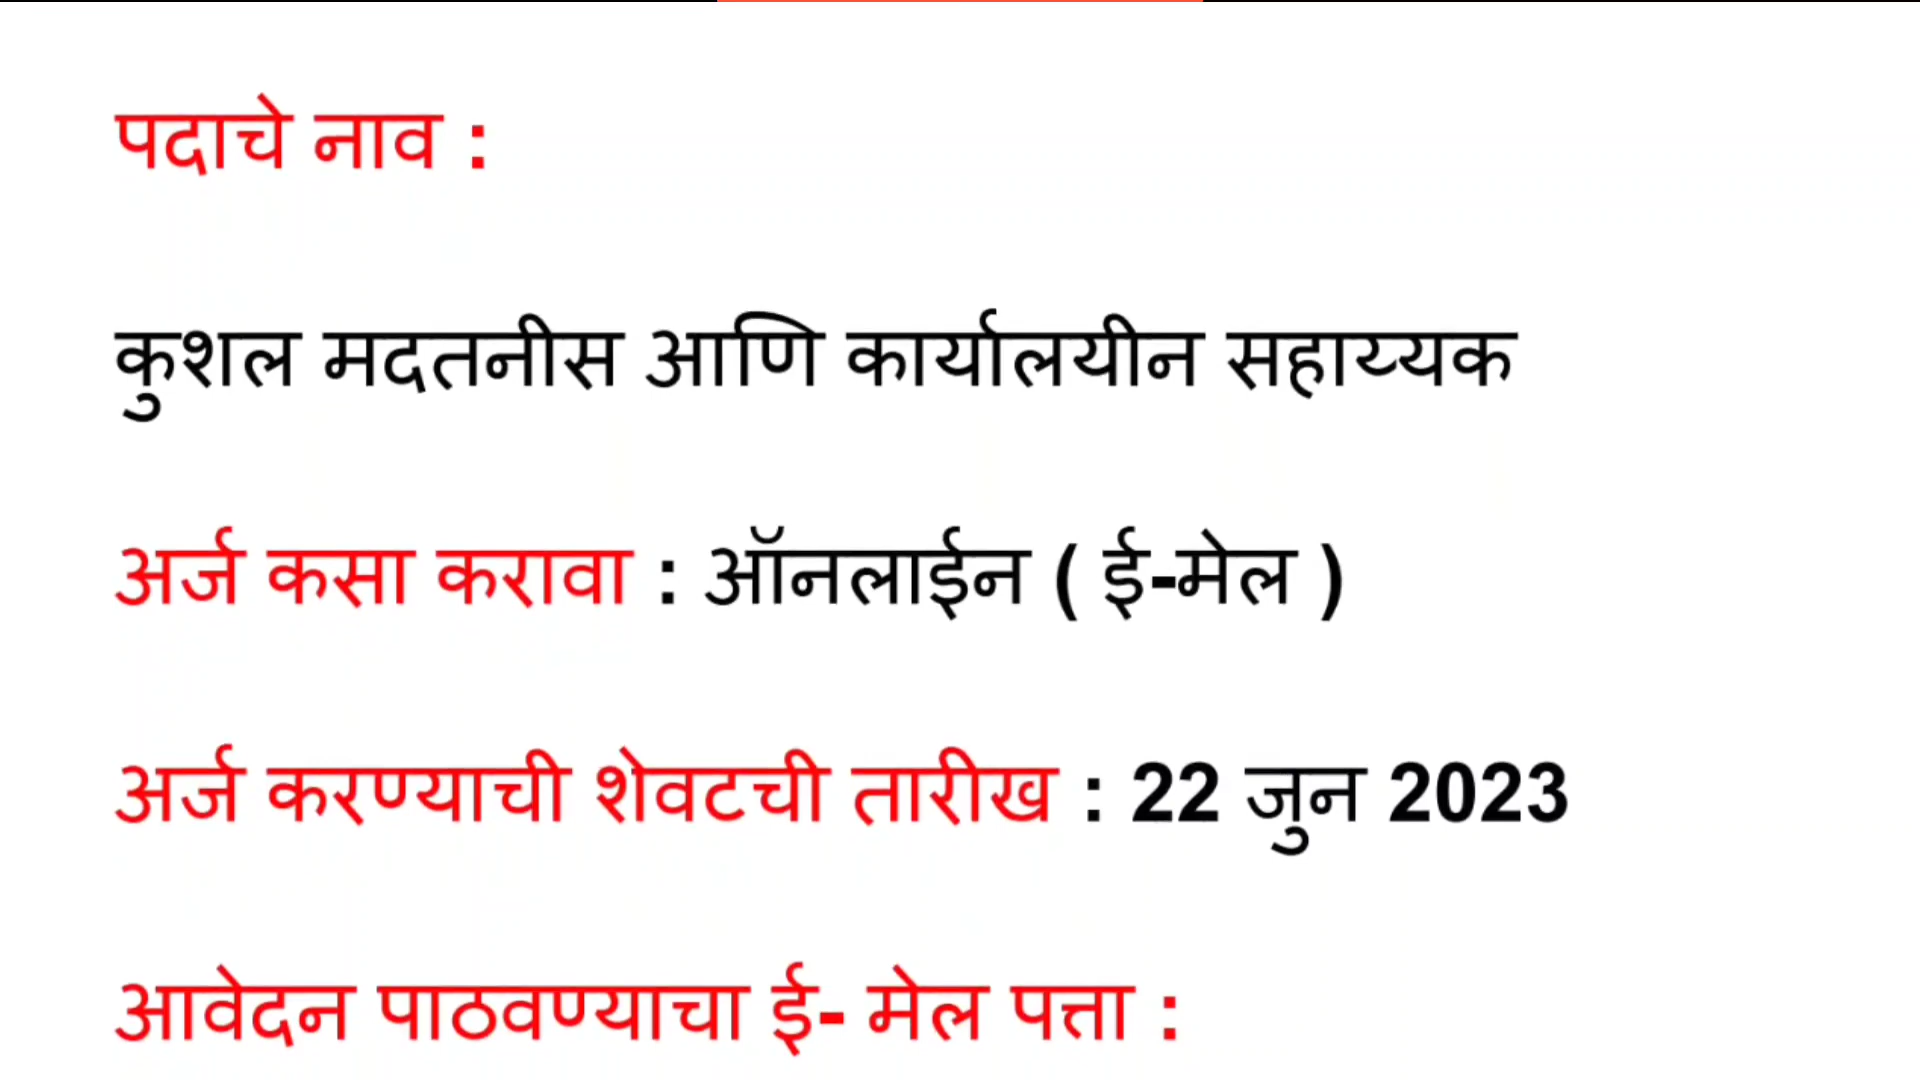 पदाचे नाव :
कुशल मदतनीस आणि कार्यालयीन सहाय्यक
अर्ज कसा करावा : ऑनलाईन ( ई-मेल )
अर्ज करण्याची शेवटची तारीख : 22 जुन 2023
आवेदन पाठवण्याचा ई- मेल पत्ता :